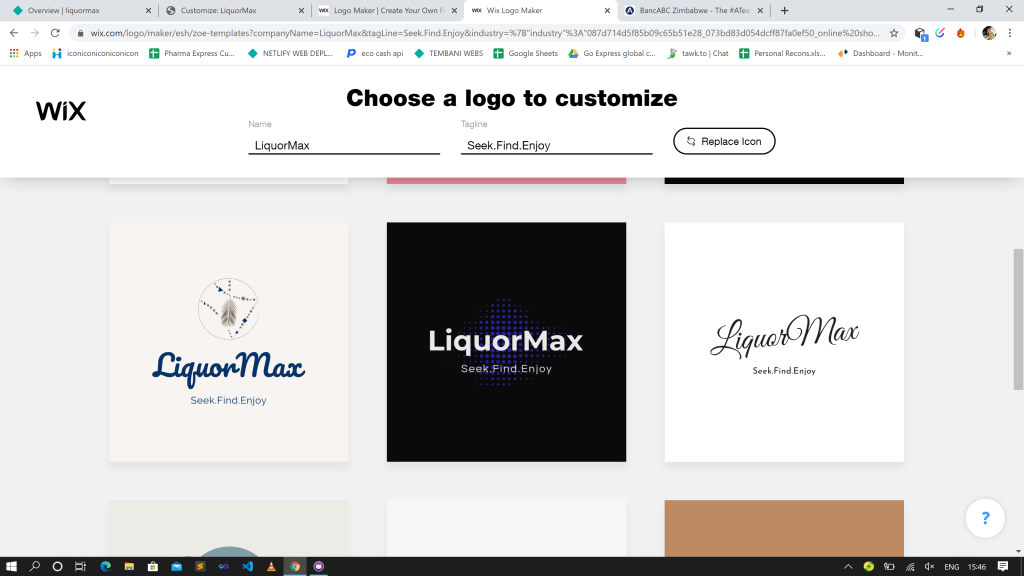 Overview | liquormax
Customize: LiquorMax
WiX Logo Maker | Create Your Own Fr
WiX Wix Logo Maker
BancABC Zimbabwe - The #ATeam
wix.com/logo/maker/esh/zoe-templates?companyName=LiquorMax&tagLine=Seek.Find.Enjoy&industry=%7B"industry"%3A"087d714d5f85b09c65b51e28_073bd83d054dcff87fa0ef50_online%20sho...
Apps
iconiconiconiconicon
Pharma Express Cu...
NETLIFY WEB DEPL...
eco cash api
TEMBANI WEBS
Google Sheets
Go Express global c...
tawk.to | Chat
Personal Recons.xls...
Dashboard - Monit...
»
WiX
Choose a logo to customize
Name
Tagline
LiquorMax
Seek.Find.Enjoy
Replace Icon
LiquorMax
Seek.Find.Enjoy
LiquorMax
Seek.Find.Enjoy
LiquorMax
Seek.Find.Enjoy
?
ENG
15:46